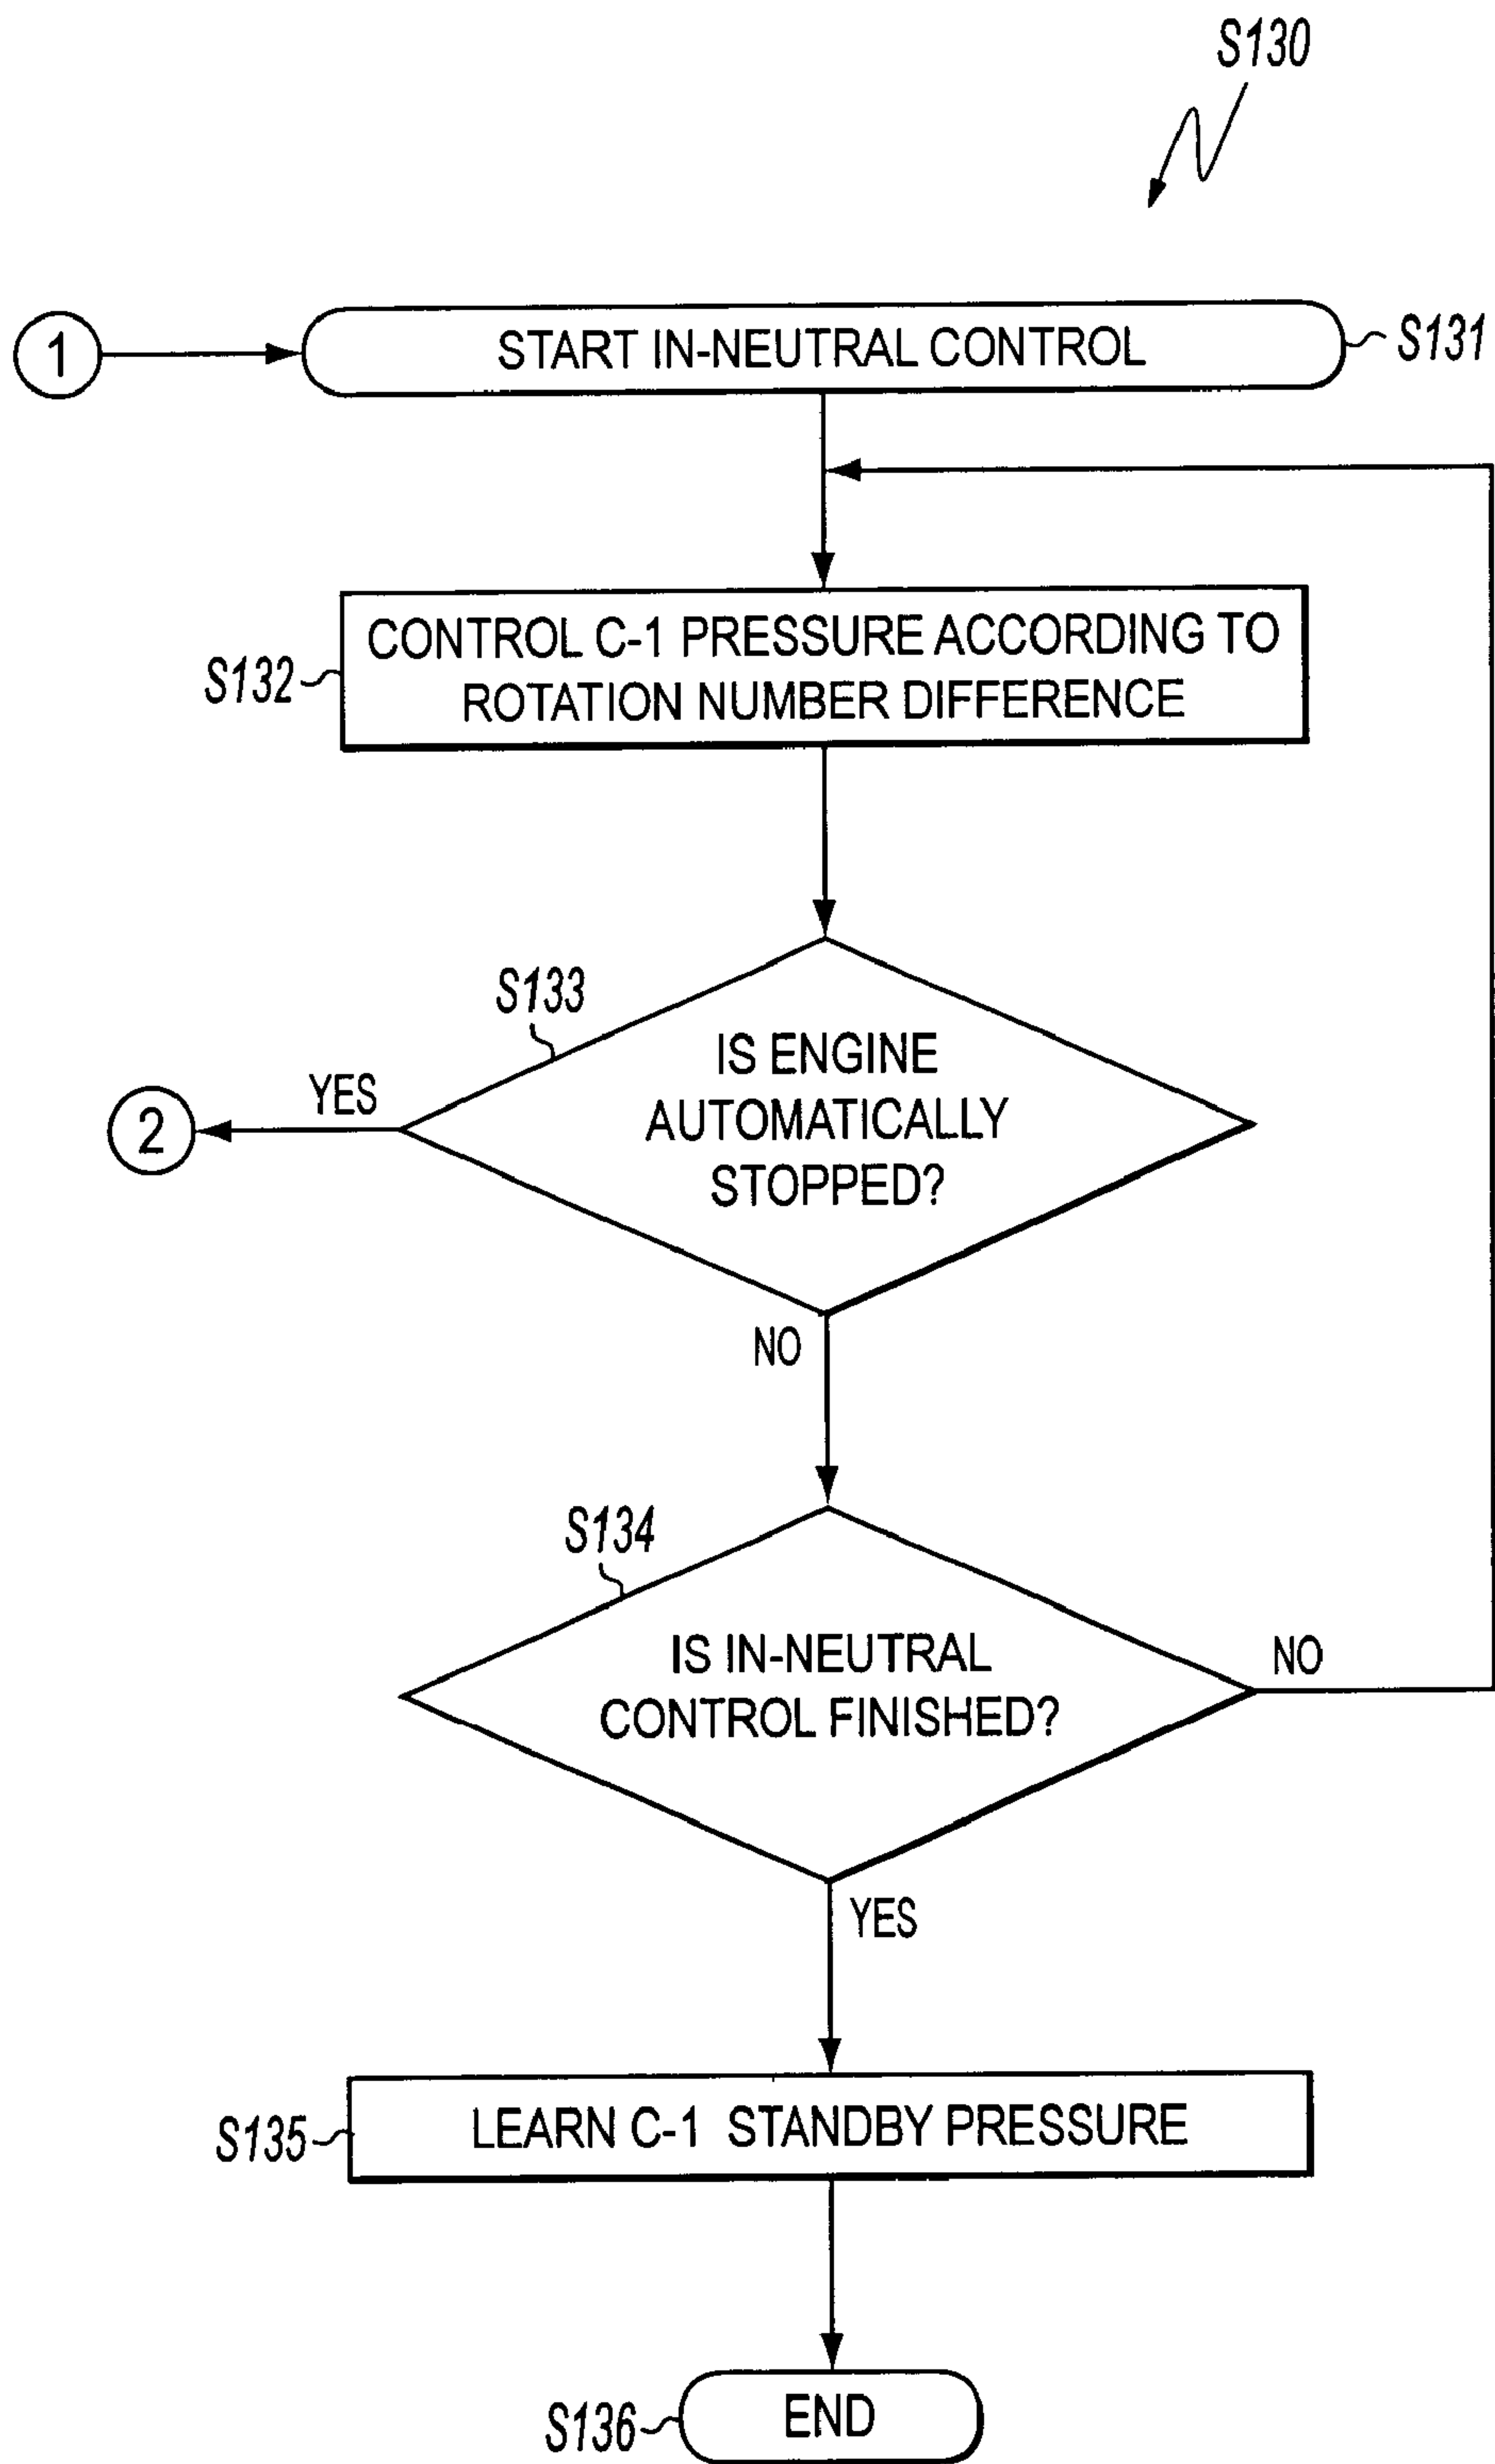 S130
1
START IN-NEUTRAL CONTROL
S131
CONTROL C-1 PRESSURE ACCORDING TO
ROTATION NUMBER DIFFERENCE
S132
S133
IS ENGINE
AUTOMATICALLY
STOPPED?
YES
2
NO
S134
IS IN-NEUTRAL
CONTROL FINISHED?
NO
YES
LEARN C-1 STANDBY PRESSURE
S135
END
S136